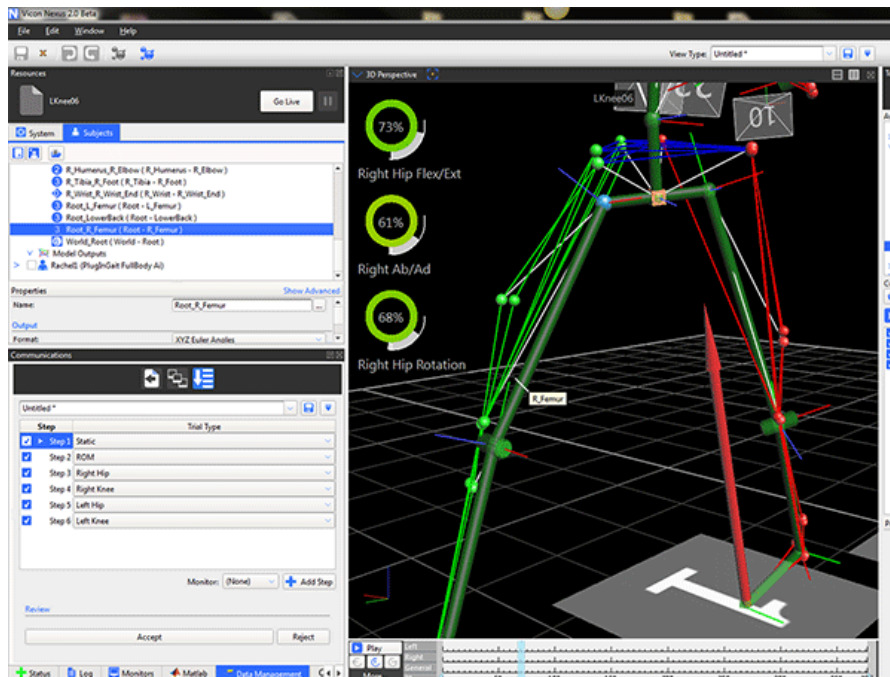 Vicon Nexus 2.0 Beta
File Edit Window Help
View Type: Untitled *
Resources
LKnee06
Go Live
System Subjects
R_Humerus_R_Elbow ( R_Humerus - R_Elbow )
R_Tibia_R_Foot ( R_Tibia - R_Foot )
R_Wrist_R_Wrist_End ( R_Wrist - R_Wrist_End )
Root_L_Femur ( Root - L_Femur )
Root_LowerBack ( Root - LowerBack )
Root_R_Femur ( Root - R_Femur )
World_Root ( World - Root )
Model Outputs
Rachel1 (PlugInGait FullBody Ai)
Properties
Show Advanced
Name: Root_R_Femur ...
Output
Format: XYZ Euler Angles
Communications
Untitled *
Step Trial Type
Step 1 Static
Step 2 ROM
Step 3 Right Hip
Step 4 Right Knee
Step 5 Left Hip
Step 6 Left Knee
Monitor: (None) Add Step
Review
Accept Reject
Status Log Monitors Matlab Data Management
3D Perspective
LKnee06
73%
Right Hip Flex/Ext
61%
Right Ab/Ad
68%
Right Hip Rotation
R_Femur
10
Play
Left
Right
General